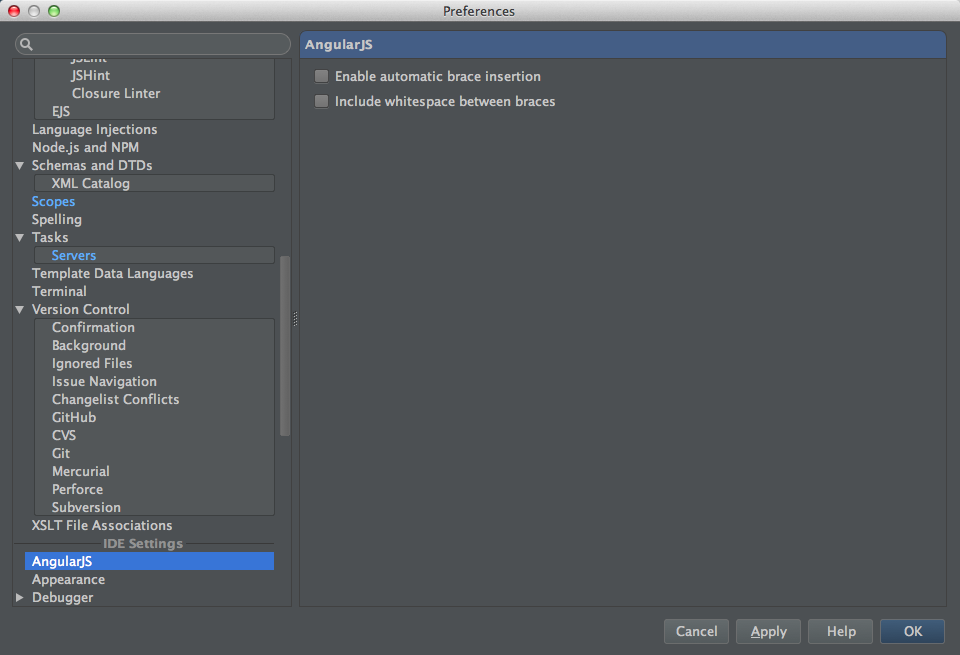 Preferences
JSLint
JSHint
Closure Linter
EJS
Language Injections
Node.js and NPM
Schemas and DTDs
XML Catalog
Scopes
Spelling
Tasks
Servers
Template Data Languages
Terminal
Version Control
Confirmation
Background
Ignored Files
Issue Navigation
Changelist Conflicts
GitHub
CVS
Git
Mercurial
Perforce
Subversion
XSLT File Associations
IDE Settings
AngularJS
Appearance
Debugger
AngularJS
Enable automatic brace insertion
Include whitespace between braces
Cancel
Apply
Help
OK